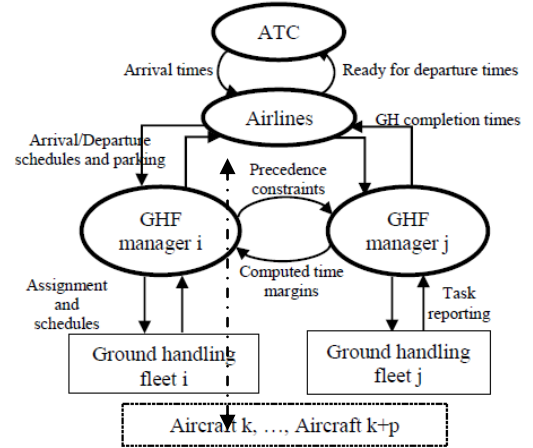 ATC
Arrival times
Ready for departure times
Airlines
Arrival/Departure
schedules and parking
GH completion times
Precedence
constraints
GHF
manager i
GHF
manager j
Computed time
margins
Assignment
and
schedules
Task
reporting
Ground handling
fleet i
Ground handling
fleet j
Aircraft k, …, Aircraft k+p